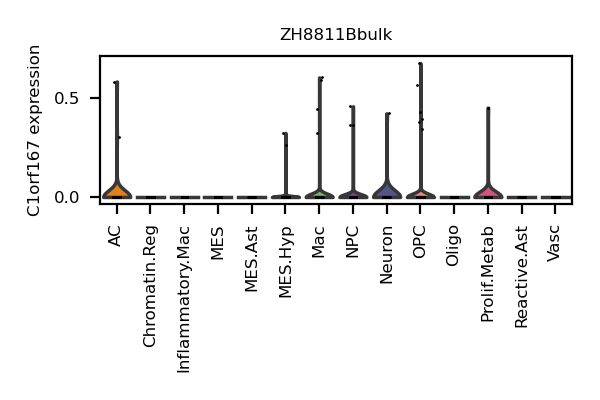 ZH8811Bbulk
C1orf167 expression
0.5
0.0
AC
Chromatin.Reg
Inflammatory.Mac
MES
MES.Ast
MES.Hyp
Mac
NPC
Neuron
OPC
Oligo
Prolif.Metab
Reactive.Ast
Vasc